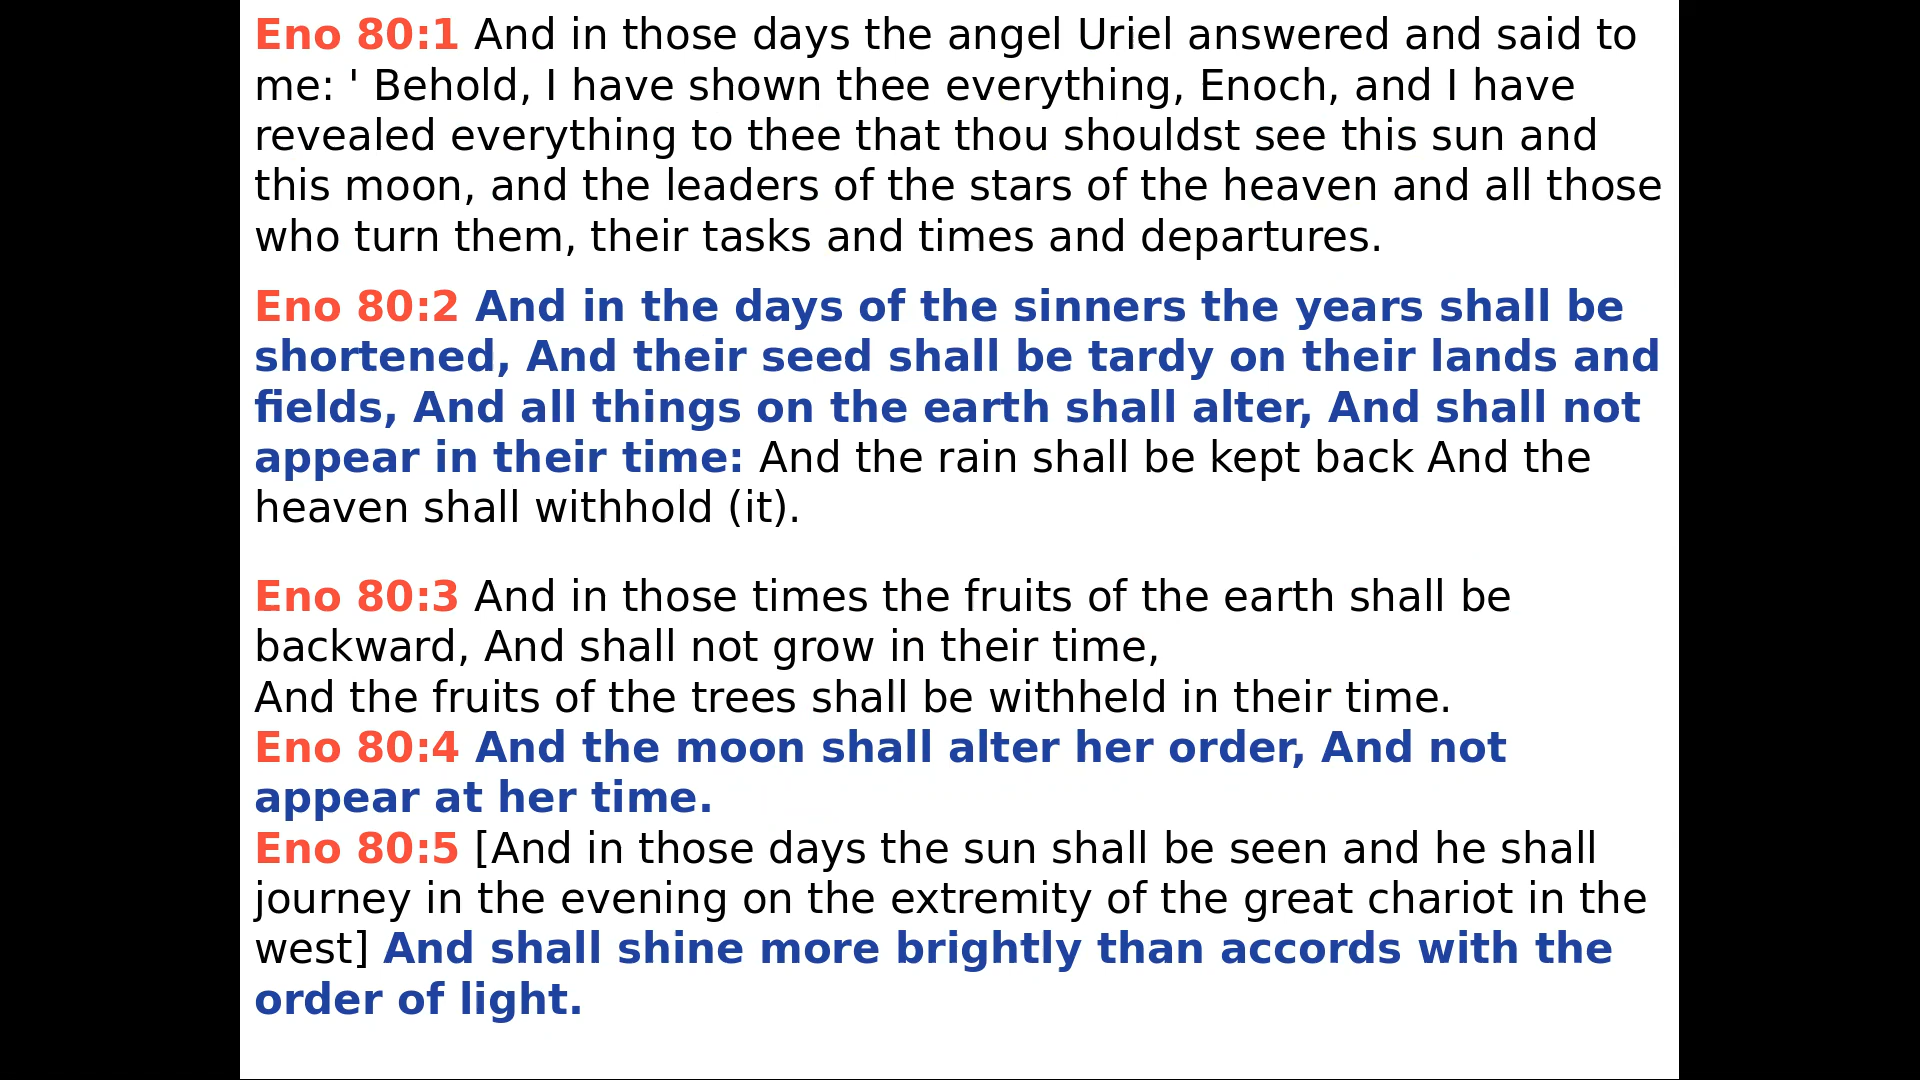 Eno 80:1 And in those days the angel Uriel answered and said to
me: ' Behold, I have shown thee everything, Enoch, and I have
revealed everything to thee that thou shouldst see this sun and
this moon, and the leaders of the stars of the heaven and all those
who turn them, their tasks and times and departures.
Eno 80:2 And in the days of the sinners the years shall be
shortened, And their seed shall be tardy on their lands and
fields, And all things on the earth shall alter, And shall not
appear in their time: And the rain shall be kept back And the
heaven shall withhold (it).
Eno 80:3 And in those times the fruits of the earth shall be
backward, And shall not grow in their time,
And the fruits of the trees shall be withheld in their time.
Eno 80:4 And the moon shall alter her order, And not
appear at her time.
Eno 80:5 [And in those days the sun shall be seen and he shall
journey in the evening on the extremity of the great chariot in the
west] And shall shine more brightly than accords with the
order of light.